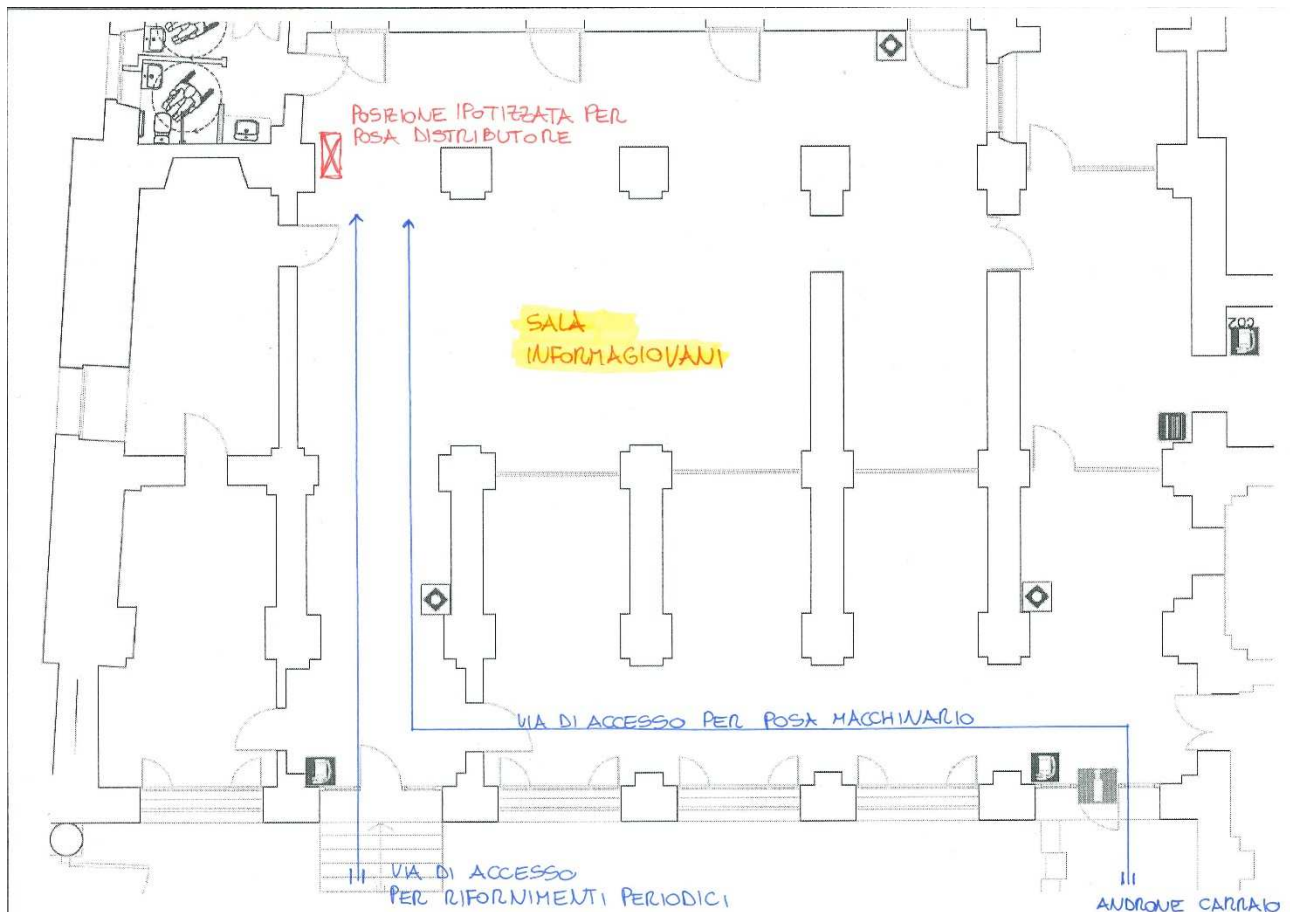 POSIZIONE IPOTIZZATA PER
POSA DISTRIBUTORE
SALA
INFORMAGIOVANI
CO2
VIA DI ACCESSO PER POSA MACCHINARIO
VIA DI ACCESSO
PER RIFORNIMENTI PERIODICI
ANDRONE CARRAIO